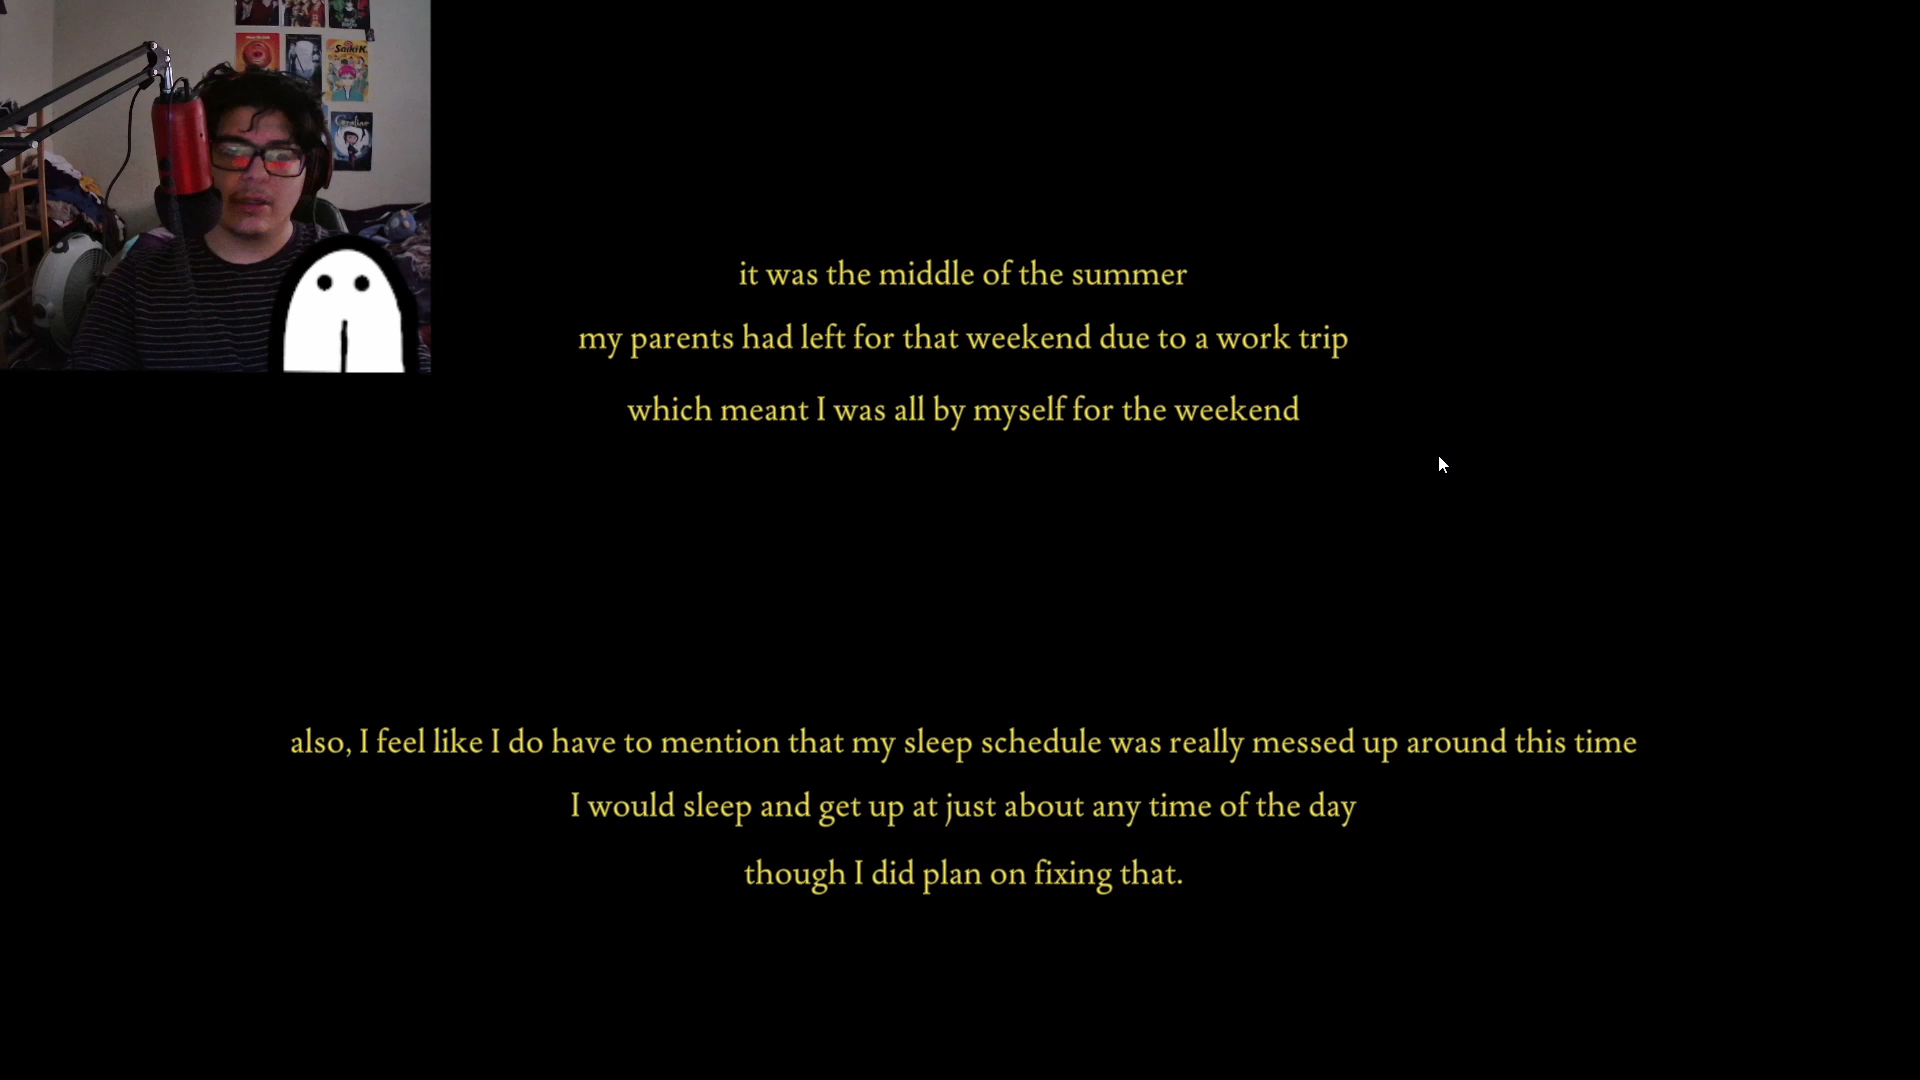 Saiki K
Coraline
it was the middle of the summer
my parents had left for that weekend due to a work trip
which meant I was all by myself for the weekend
also, I feel like I do have to mention that my sleep schedule was really messed up around this time
I would sleep and get up at just about any time of the day
though I did plan on fixing that.